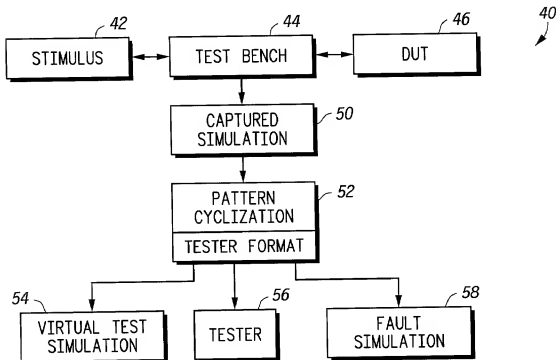 42
44
46
40
STIMULUS
TEST BENCH
DUT
CAPTURED
SIMULATION
50
PATTERN
CYCLIZATION
52
TESTER FORMAT
54
56
58
VIRTUAL TEST
SIMULATION
TESTER
FAULT
SIMULATION